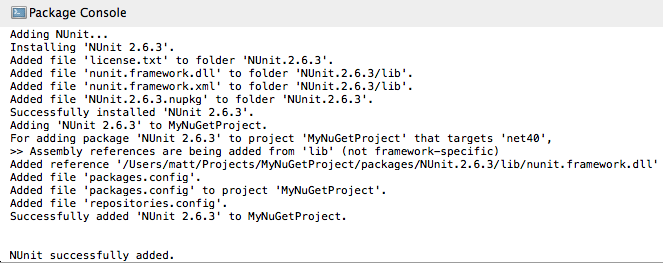 Package Console
Adding NUnit...
Installing 'NUnit 2.6.3'.
Added file 'license.txt' to folder 'NUnit.2.6.3'.
Added file 'nunit.framework.dll' to folder 'NUnit.2.6.3/lib'.
Added file 'nunit.framework.xml' to folder 'NUnit.2.6.3/lib'.
Added file 'NUnit.2.6.3.nupkg' to folder 'NUnit.2.6.3'.
Successfully installed 'NUnit 2.6.3'.
Adding 'NUnit 2.6.3' to MyNuGetProject.
For adding package 'NUnit 2.6.3' to project 'MyNuGetProject' that targets 'net40',
>> Assembly references are being added from 'lib' (not framework-specific)
Added reference '/Users/matt/Projects/MyNuGetProject/packages/NUnit.2.6.3/lib/nunit.framework.dll'
Added file 'packages.config'.
Added file 'packages.config' to project 'MyNuGetProject'.
Added file 'repositories.config'.
Successfully added 'NUnit 2.6.3' to MyNuGetProject.
NUnit successfully added.